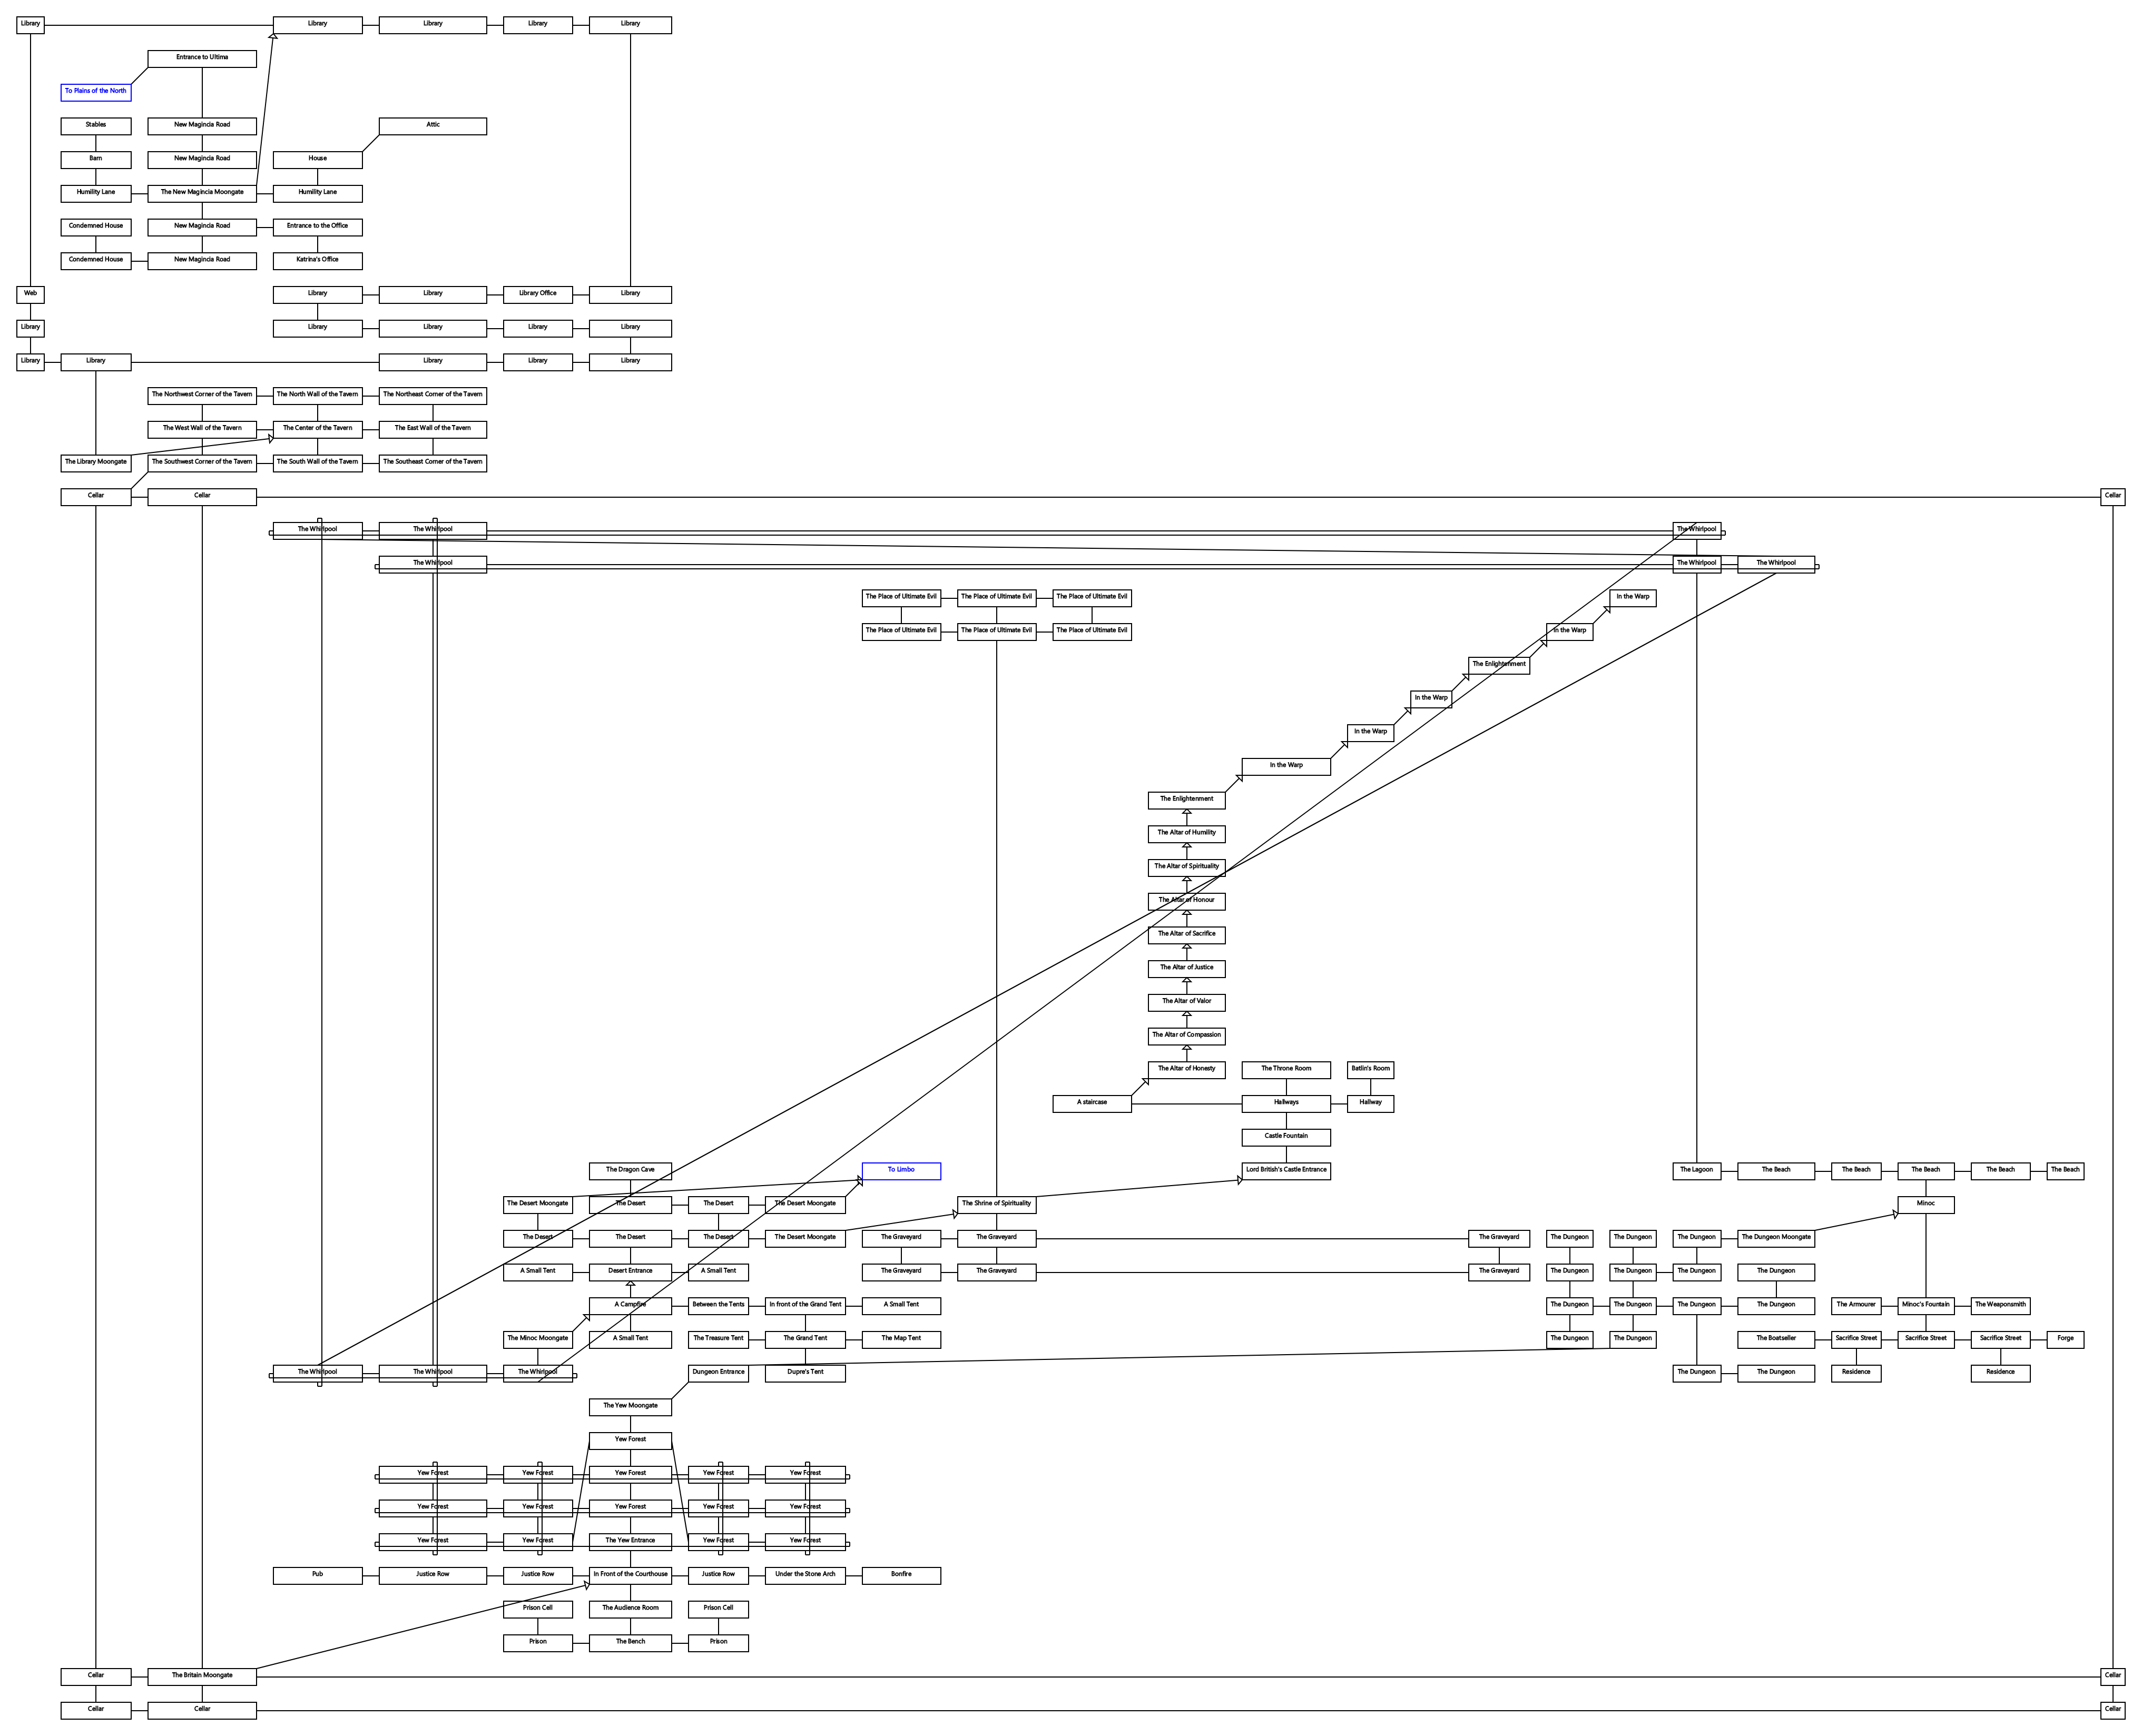 Library Library Library Library Library
Entrance to Ultima
To Plains of the North
Stables New Magincia Road Attic
Barn New Magincia Road House
Humility Lane The New Magincia Moongate Humility Lane
Condemned House New Magincia Road Entrance to the Office
Condemned House New Magincia Road Katrina's Office
Web Library Library Library Office Library
Library Library Library Library Library
Library Library Library Library Library
The Northwest Corner of the Tavern The North Wall of the Tavern The Northeast Corner of the Tavern
The West Wall of the Tavern The Center of the Tavern The East Wall of the Tavern
The Library Moongate The Southwest Corner of the Tavern The South Wall of the Tavern The Southeast Corner of the Tavern
Cellar Cellar Cellar
The Whirlpool The Whirlpool The Whirlpool
The Whirlpool The Whirlpool The Whirlpool
The Place of Ultimate Evil The Place of Ultimate Evil The Place of Ultimate Evil In the Warp
The Place of Ultimate Evil The Place of Ultimate Evil The Place of Ultimate Evil In the Warp
The Enlightenment
In the Warp
In the Warp
In the Warp
The Enlightenment
The Altar of Humility
The Altar of Spirituality
The Altar of Honour
The Altar of Sacrifice
The Altar of Justice
The Altar of Valor
The Altar of Compassion
The Altar of Honesty The Throne Room Batlin's Room
A staircase Hallways Hallway
Castle Fountain
The Dragon Cave To Limbo Lord British's Castle Entrance The Lagoon The Beach The Beach The Beach The Beach The Beach
The Desert Moongate The Desert The Desert The Desert Moongate The Shrine of Spirituality Minoc
The Desert The Desert The Desert The Desert Moongate The Graveyard The Graveyard The Graveyard The Dungeon The Dungeon The Dungeon The Dungeon Moongate
A Small Tent Desert Entrance A Small Tent The Graveyard The Graveyard The Graveyard The Dungeon The Dungeon The Dungeon The Dungeon
A Campfire Between the Tents In front of the Grand Tent A Small Tent The Dungeon The Dungeon The Dungeon The Dungeon The Armourer Minoc's Fountain The Weaponsmith
The Minoc Moongate A Small Tent The Treasure Tent The Grand Tent The Map Tent The Dungeon The Dungeon The Boatseller Sacrifice Street Sacrifice Street Sacrifice Street Forge
The Whirlpool The Whirlpool The Whirlpool Dungeon Entrance Dupre's Tent The Dungeon The Dungeon Residence Residence
The Yew Moongate
Yew Forest
Yew Forest Yew Forest Yew Forest Yew Forest Yew Forest
Yew Forest Yew Forest Yew Forest Yew Forest Yew Forest
Yew Forest Yew Forest The Yew Entrance Yew Forest Yew Forest
Pub Justice Row Justice Row In Front of the Courthouse Justice Row Under the Stone Arch Bonfire
Prison Cell The Audience Room Prison Cell
Prison The Bench Prison
Cellar The Britain Moongate Cellar
Cellar Cellar Cellar